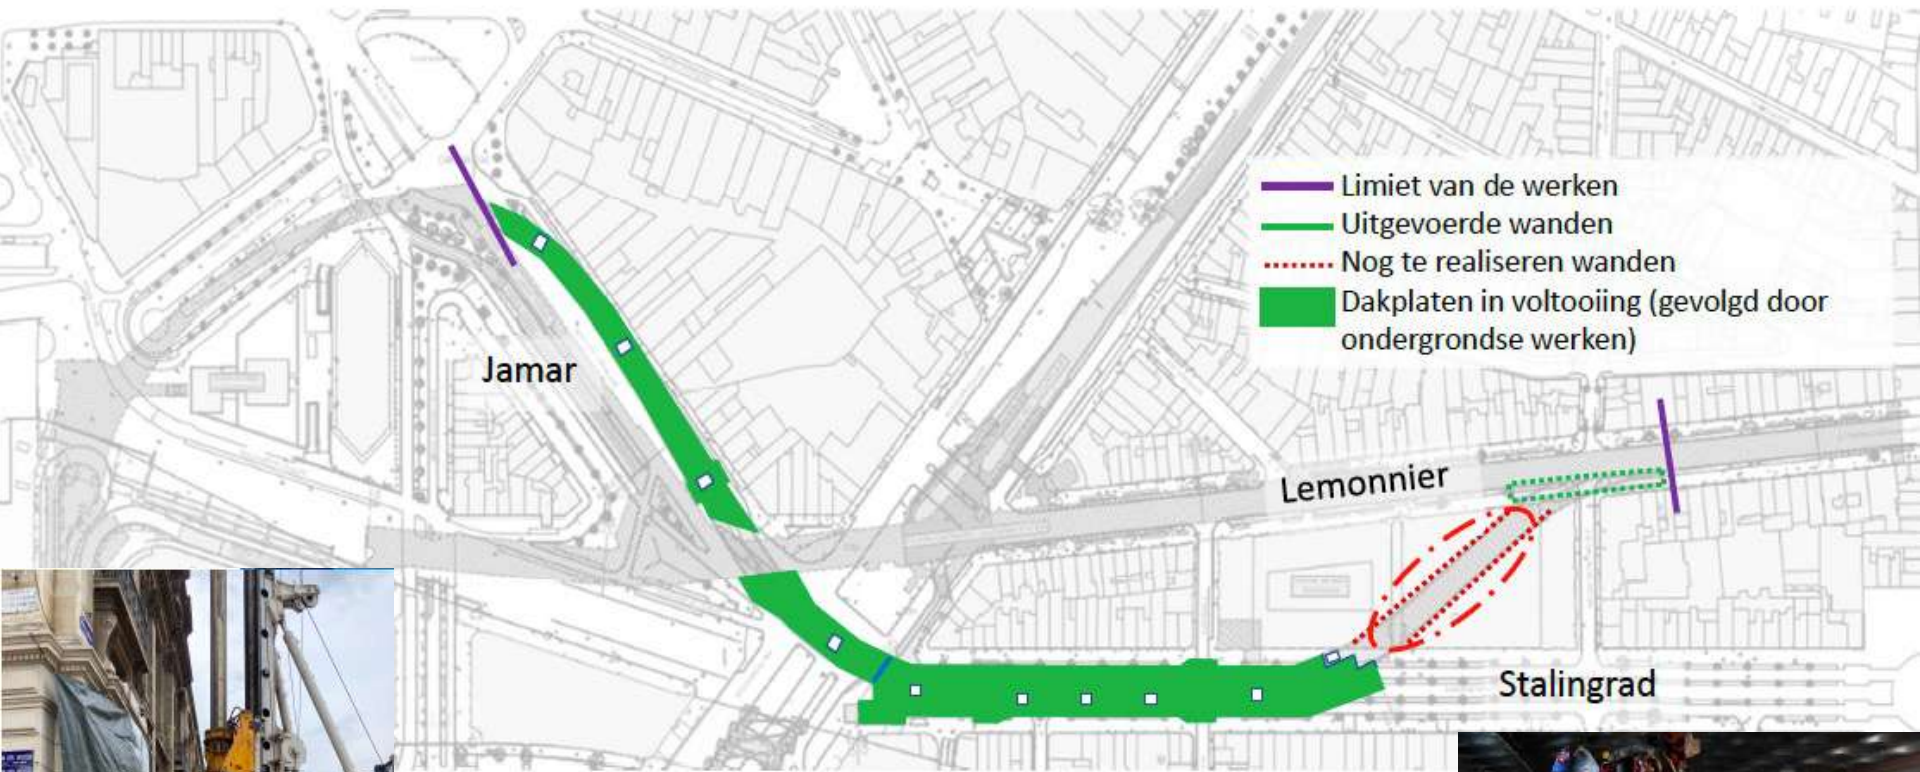 Limiet van de werken
Uitgevoerde wanden
Nog te realiseren wanden
Dakplaten in voltooiing (gevolgd door
ondergrondse werken)
Jamar
Lemonnier
Stalingrad